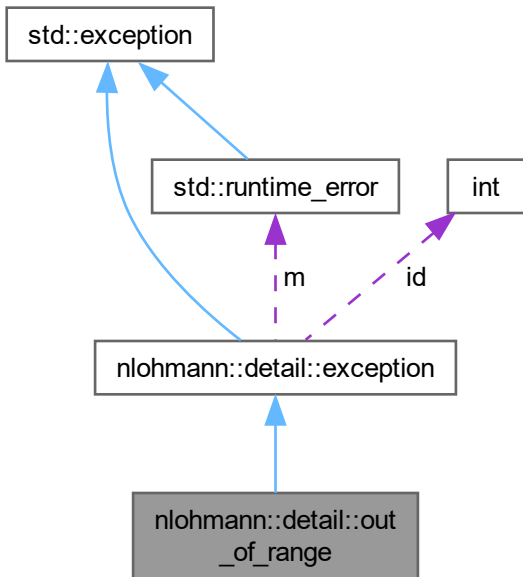 std::exception
std::runtime_error
int
m
id
nlohmann::detail::exception
nlohmann::detail::out
_of_range